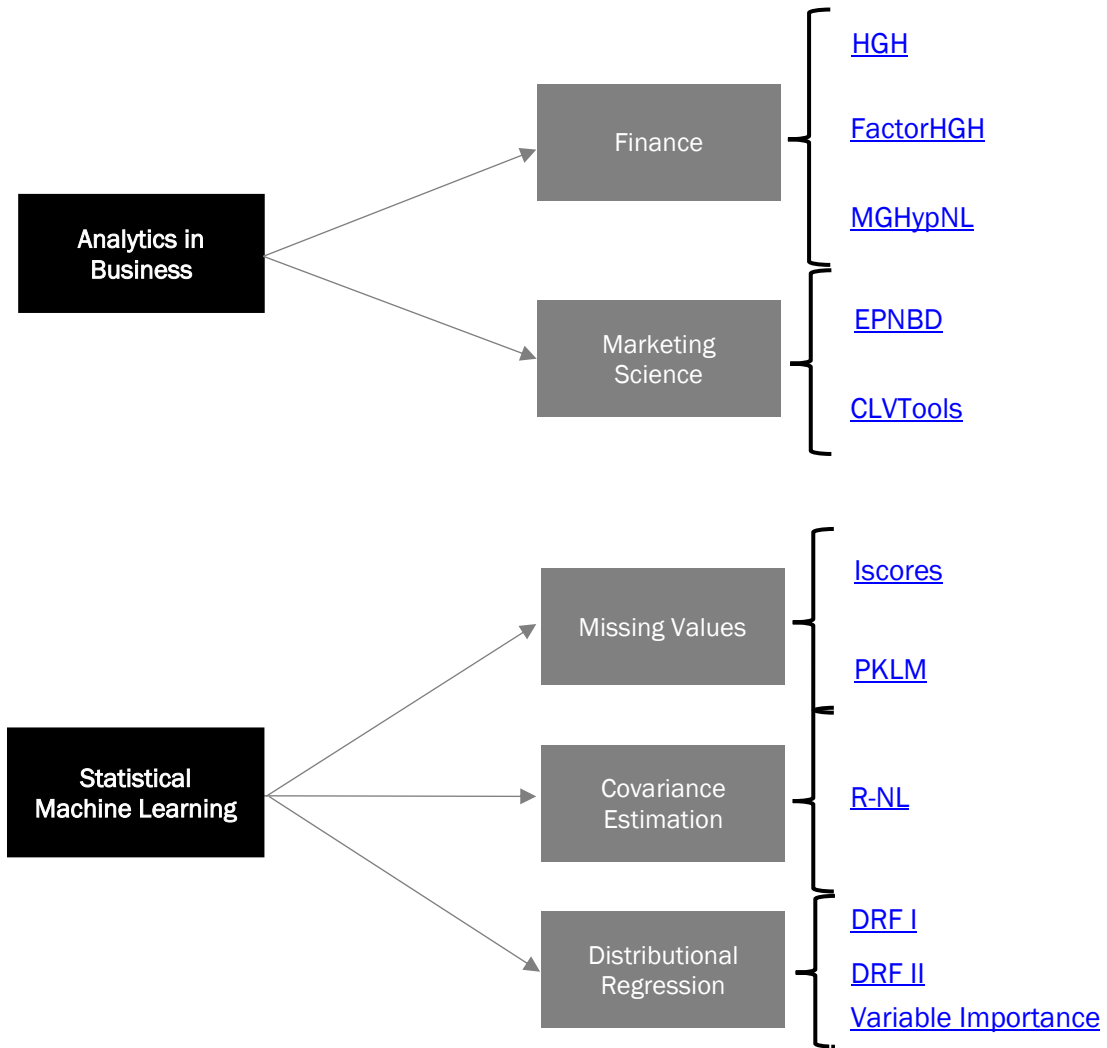 Analytics in
Business
Finance
HGH
FactorHGH
MGHypNL
Marketing
Science
EPNBD
CLVTools
Statistical
Machine Learning
Missing Values
Iscores
PKLM
Covariance
Estimation
R-NL
Distributional
Regression
DRF I
DRF II
Variable Importance